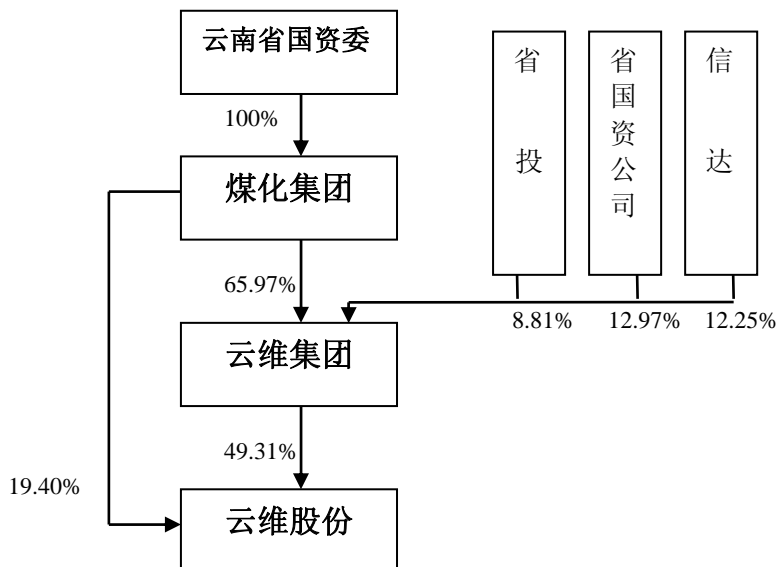 云南省国资委
省投
省国资公司
信达
100%
煤化集团
65.97%
8.81%
12.97%
12.25%
云维集团
49.31%
19.40%
云维股份